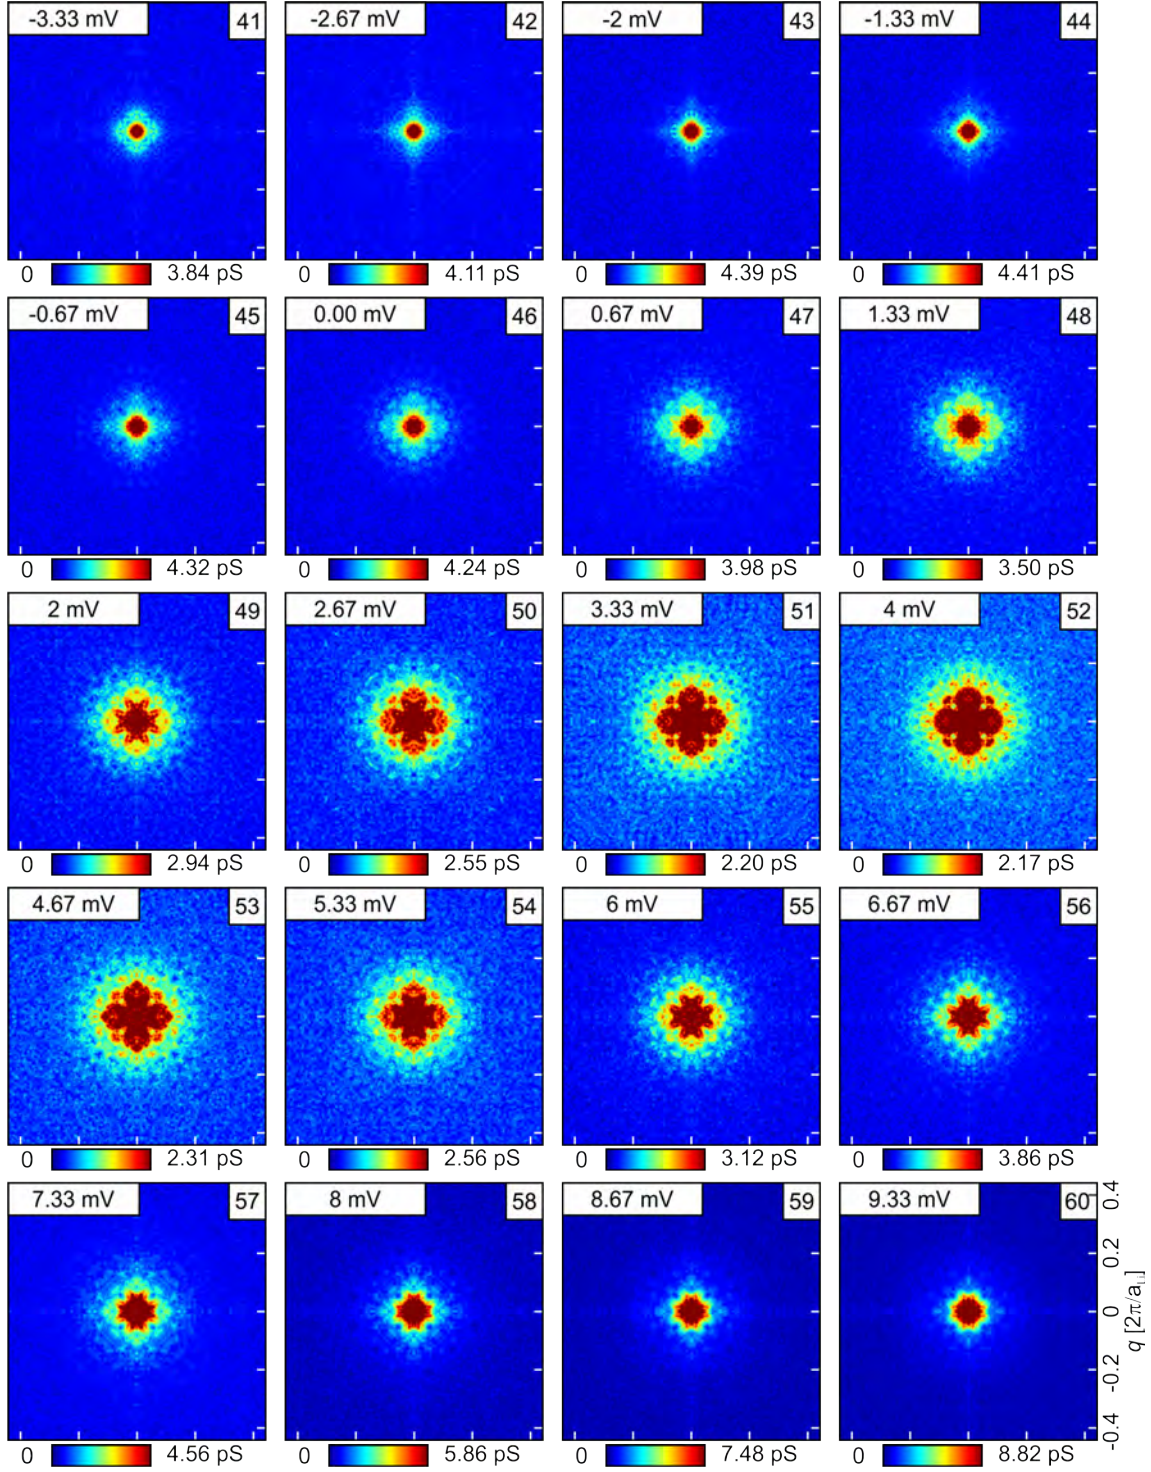 -3.33 mV 41 -2.67 mV 42 -2 mV 43 -1.33 mV 44
0 3.84 pS 0 4.11 pS 0 4.39 pS 0 4.41 pS
-0.67 mV 45 0.00 mV 46 0.67 mV 47 1.33 mV 48
0 4.32 pS 0 4.24 pS 0 3.98 pS 0 3.50 pS
2 mV 49 2.67 mV 50 3.33 mV 51 4 mV 52
0 2.94 pS 0 2.55 pS 0 2.20 pS 0 2.17 pS
4.67 mV 53 5.33 mV 54 6 mV 55 6.67 mV 56
0 2.31 pS 0 2.56 pS 0 3.12 pS 0 3.86 pS
7.33 mV 57 8 mV 58 8.67 mV 59 9.33 mV 60
0 4.56 pS 0 5.86 pS 0 7.48 pS 0 8.82 pS
-0.4 -0.2 0 0.2 0.4
q [2π/a